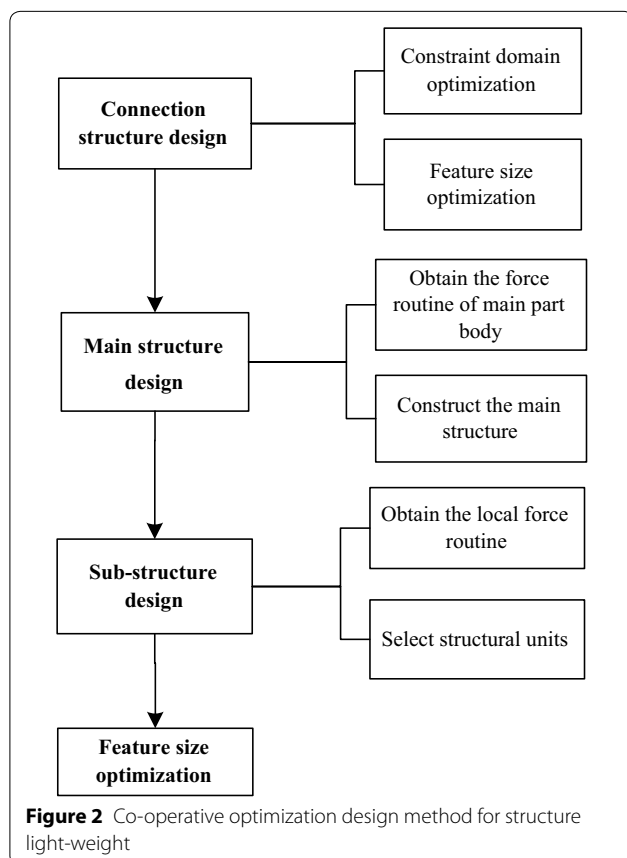 Connection
structure design
Constraint domain
optimization
Feature size
optimization
Main structure
design
Obtain the force
routine of main part
body
Construct the main
structure
Sub-structure
design
Obtain the local force
routine
Select structural units
Feature size
optimization
Figure 2 Co-operative optimization design method for structure
light-weight